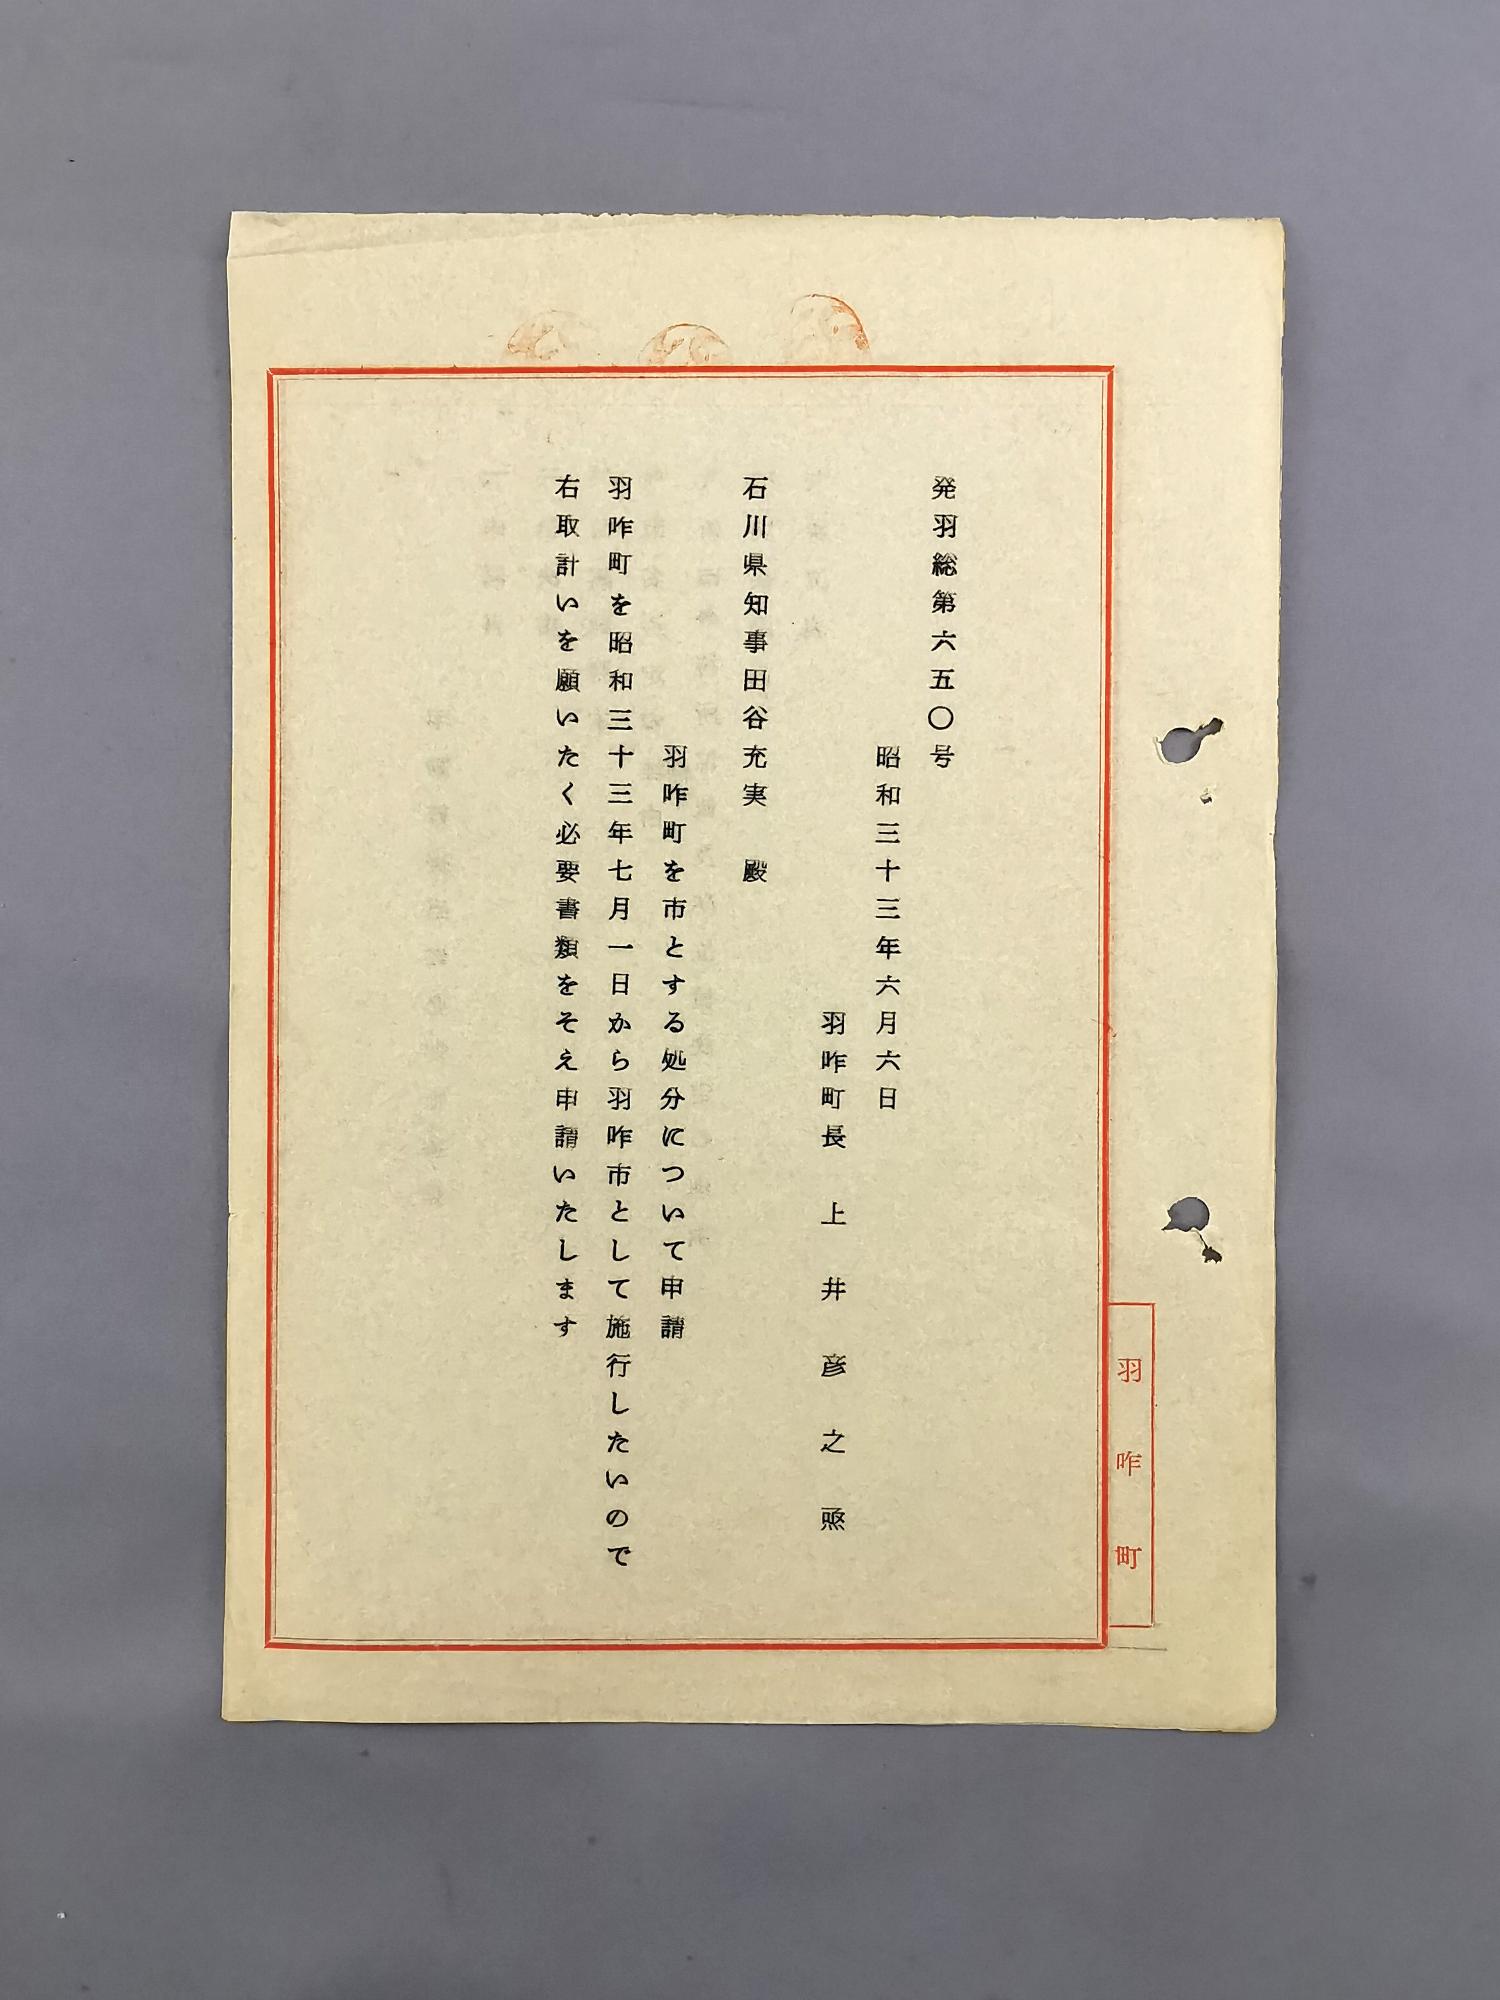 発羽総第六五〇号
昭和三十三年六月六日
羽咋町長 上井彦之
石川県知事田谷充実 殿
羽咋町を市とする処分について申請
羽咋町を昭和三十三年七月一日から羽咋市として施行したいので
右取計いを願いたく必要書類をそえ申請いたします
羽咋町